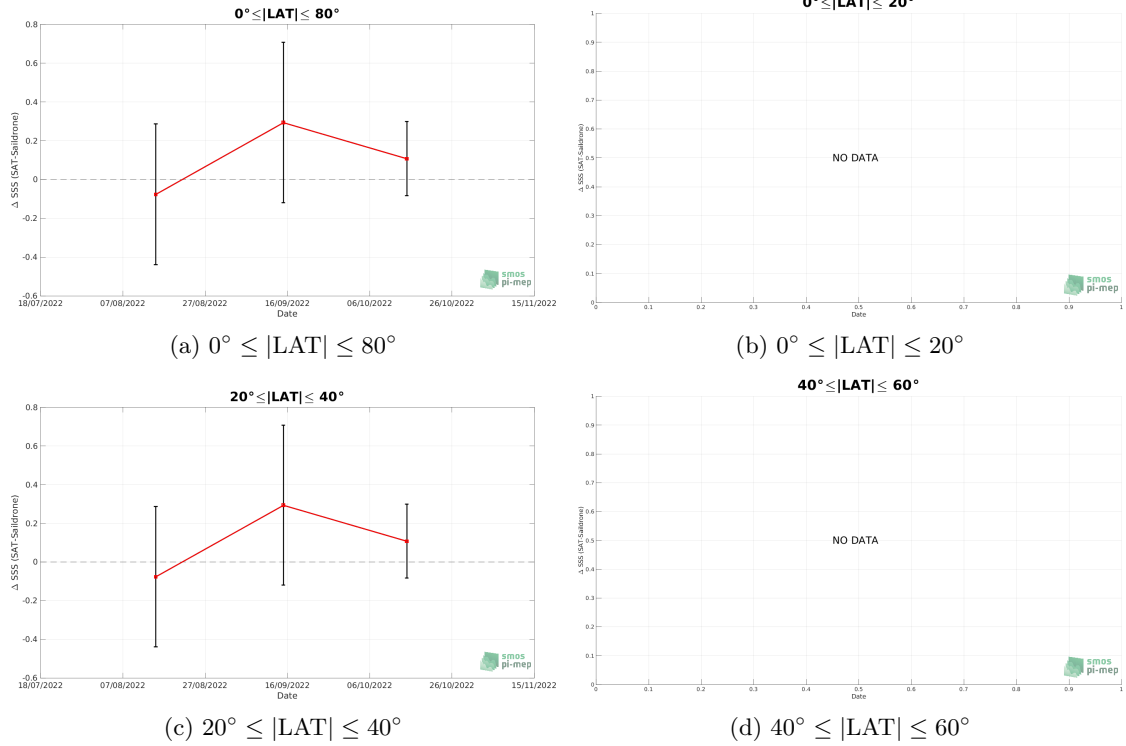 0°≤|LAT|≤ 80°
0.8
0.6
0.4
0.2
0
-0.2
-0.4
-0.6
Δ SSS (SAT-Saildrone)
18/07/2022 07/08/2022 27/08/2022 16/09/2022 06/10/2022 26/10/2022 15/11/2022
Date
smos
pi-mep
(a) 0° ≤ |LAT| ≤ 80°
0°≤|LAT|≤ 20°
1
0.9
0.8
0.7
0.6
0.5
0.4
0.3
0.2
0.1
0
Δ SSS (SAT-Saildrone)
NO DATA
0 0.1 0.2 0.3 0.4 0.5 0.6 0.7 0.8 0.9 1
Date
smos
pi-mep
(b) 0° ≤ |LAT| ≤ 20°
20°≤|LAT|≤ 40°
0.8
0.6
0.4
0.2
0
-0.2
-0.4
-0.6
Δ SSS (SAT-Saildrone)
18/07/2022 07/08/2022 27/08/2022 16/09/2022 06/10/2022 26/10/2022 15/11/2022
Date
smos
pi-mep
(c) 20° ≤ |LAT| ≤ 40°
40°≤|LAT|≤ 60°
1
0.9
0.8
0.7
0.6
0.5
0.4
0.3
0.2
0.1
0
Δ SSS (SAT-Saildrone)
NO DATA
0 0.1 0.2 0.3 0.4 0.5 0.6 0.7 0.8 0.9 1
Date
smos
pi-mep
(d) 40° ≤ |LAT| ≤ 60°